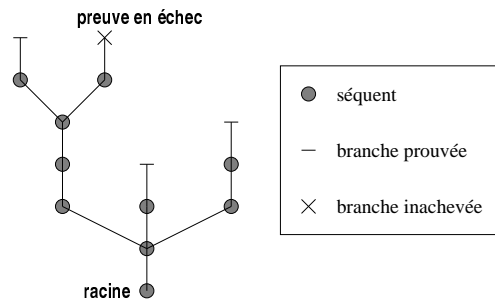 preuve en échec
séquent
branche prouvée
branche inachevée
racine